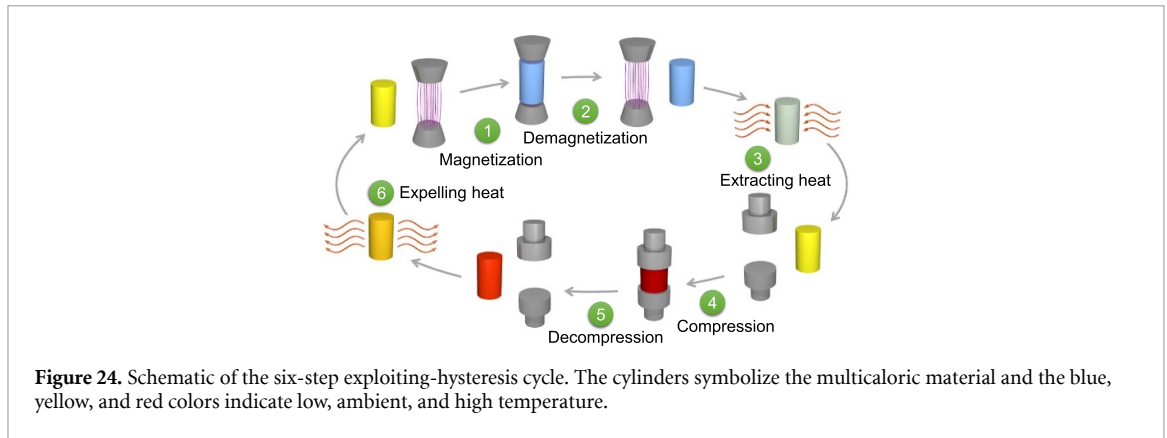 1
Magnetization
2
Demagnetization
3
Extracting heat
4
Compression
5
Decompression
6 Expelling heat
Figure 24. Schematic of the six-step exploiting-hysteresis cycle. The cylinders symbolize the multicaloric material and the blue,
yellow, and red colors indicate low, ambient, and high temperature.